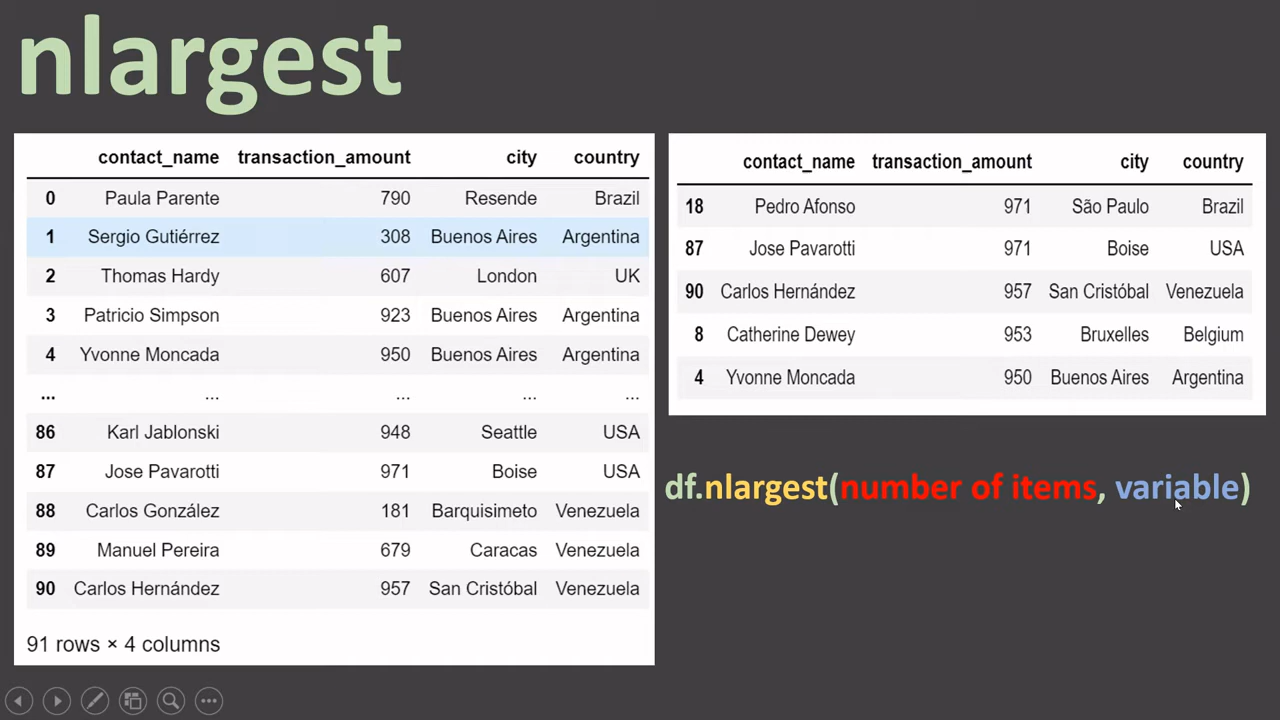 nlargest
contact_name transaction_amount city country
0 Paula Parente 790 Resende Brazil
1 Sergio Gutiérrez 308 Buenos Aires Argentina
2 Thomas Hardy 607 London UK
3 Patricio Simpson 923 Buenos Aires Argentina
4 Yvonne Moncada 950 Buenos Aires Argentina
... ... ... ... ...
86 Karl Jablonski 948 Seattle USA
87 Jose Pavarotti 971 Boise USA
88 Carlos González 181 Barquisimeto Venezuela
89 Manuel Pereira 679 Caracas Venezuela
90 Carlos Hernández 957 San Cristóbal Venezuela
91 rows × 4 columns
contact_name transaction_amount city country
18 Pedro Afonso 971 São Paulo Brazil
87 Jose Pavarotti 971 Boise USA
90 Carlos Hernández 957 San Cristóbal Venezuela
8 Catherine Dewey 953 Bruxelles Belgium
4 Yvonne Moncada 950 Buenos Aires Argentina
df.nlargest(number of items, variable)